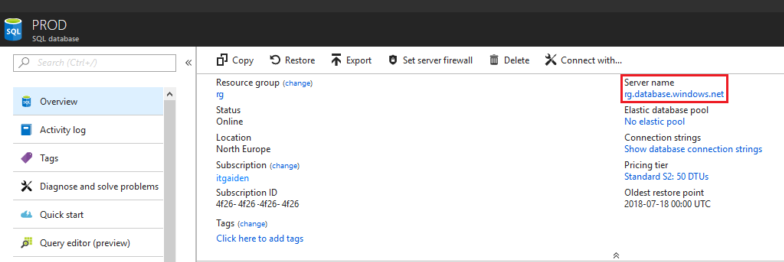 SQL
PROD
SQL database
Search (Ctrl+/)
«
Copy
Restore
Export
Set server firewall
Delete
Connect with...
Overview
Activity log
Tags
Diagnose and solve problems
Quick start
Query editor (preview)
Resource group (change)
rg
Status
Online
Location
North Europe
Subscription (change)
itgaiden
Subscription ID
4f26- 4f26 -4f26- 4f26
Tags (change)
Click here to add tags
Server name
rg.database.windows.net
Elastic database pool
No elastic pool
Connection strings
Show database connection strings
Pricing tier
Standard S2: 50 DTUs
Oldest restore point
2018-07-18 00:00 UTC